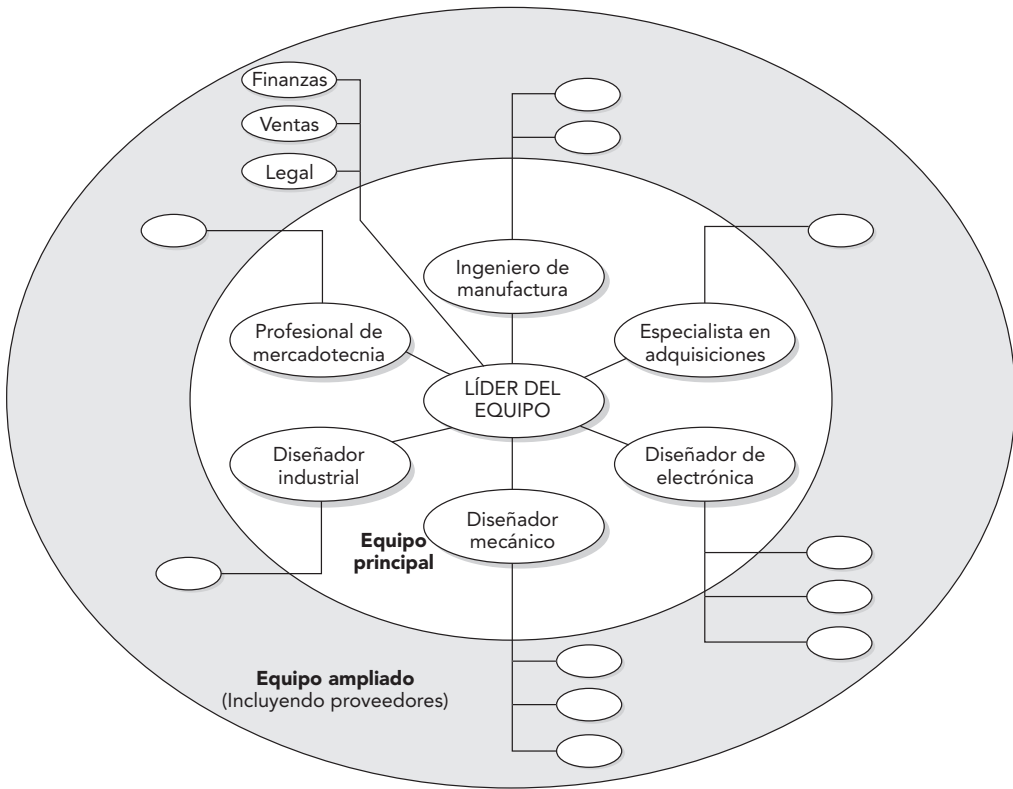 Finanzas
Ventas
Legal
Ingeniero de
manufactura
Profesional de
mercadotecnia
Especialista en
adquisiciones
LÍDER DEL
EQUIPO
Diseñador
industrial
Diseñador de
electrónica
Diseñador
mecánico
Equipo
principal
Equipo ampliado
(Incluyendo proveedores)